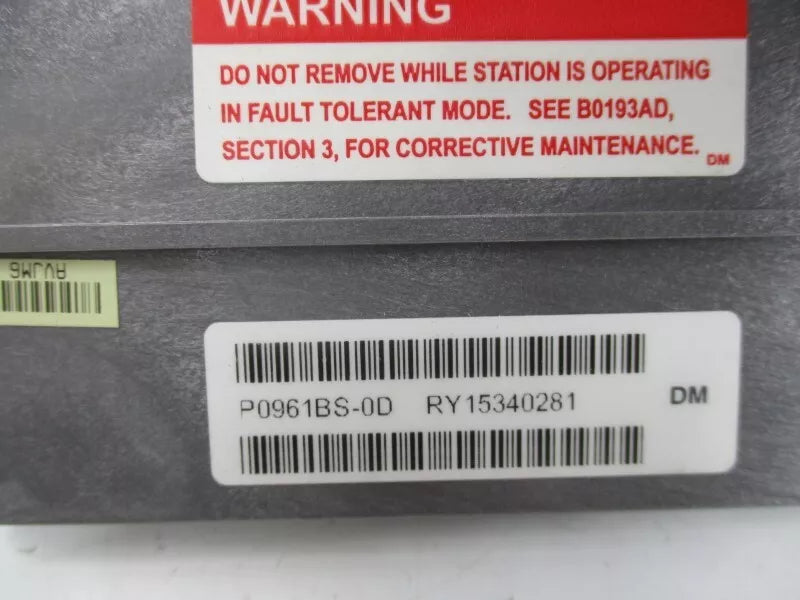 WARNING
DO NOT REMOVE WHILE STATION IS OPERATING
IN FAULT TOLERANT MODE. SEE B0193AD,
SECTION 3, FOR CORRECTIVE MAINTENANCE.
DM
AVJMG
P0961BS-0D RY15340281
DM